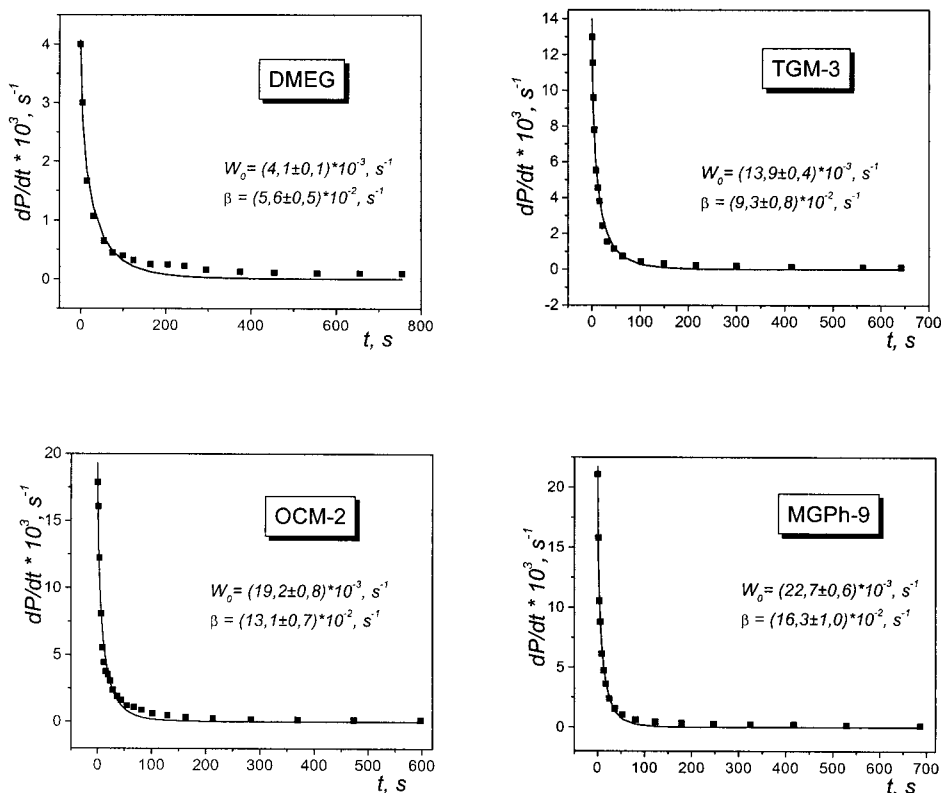 DMEG
W₀= (4,1±0,1)*10⁻³, s⁻¹
β = (5,6±0,5)*10⁻², s⁻¹
dP/dt * 10³, s⁻¹
4
3
2
1
0
0 200 400 600 800
t, s
TGM-3
W₀= (13,9±0,4)*10⁻³, s⁻¹
β = (9,3±0,8)*10⁻², s⁻¹
dP/dt * 10³, s⁻¹
14
12
10
8
6
4
2
0
-2
0 100 200 300 400 500 600 700
t, s
OCM-2
W₀= (19,2±0,8)*10⁻³, s⁻¹
β = (13,1±0,7)*10⁻², s⁻¹
dP/dt * 10³, s⁻¹
20
15
10
5
0
0 100 200 300 400 500 600
t, s
MGPh-9
W₀= (22,7±0,6)*10⁻³, s⁻¹
β = (16,3±1,0)*10⁻², s⁻¹
dP/dt * 10³, s⁻¹
20
15
10
5
0
0 100 200 300 400 500 600 700
t, s